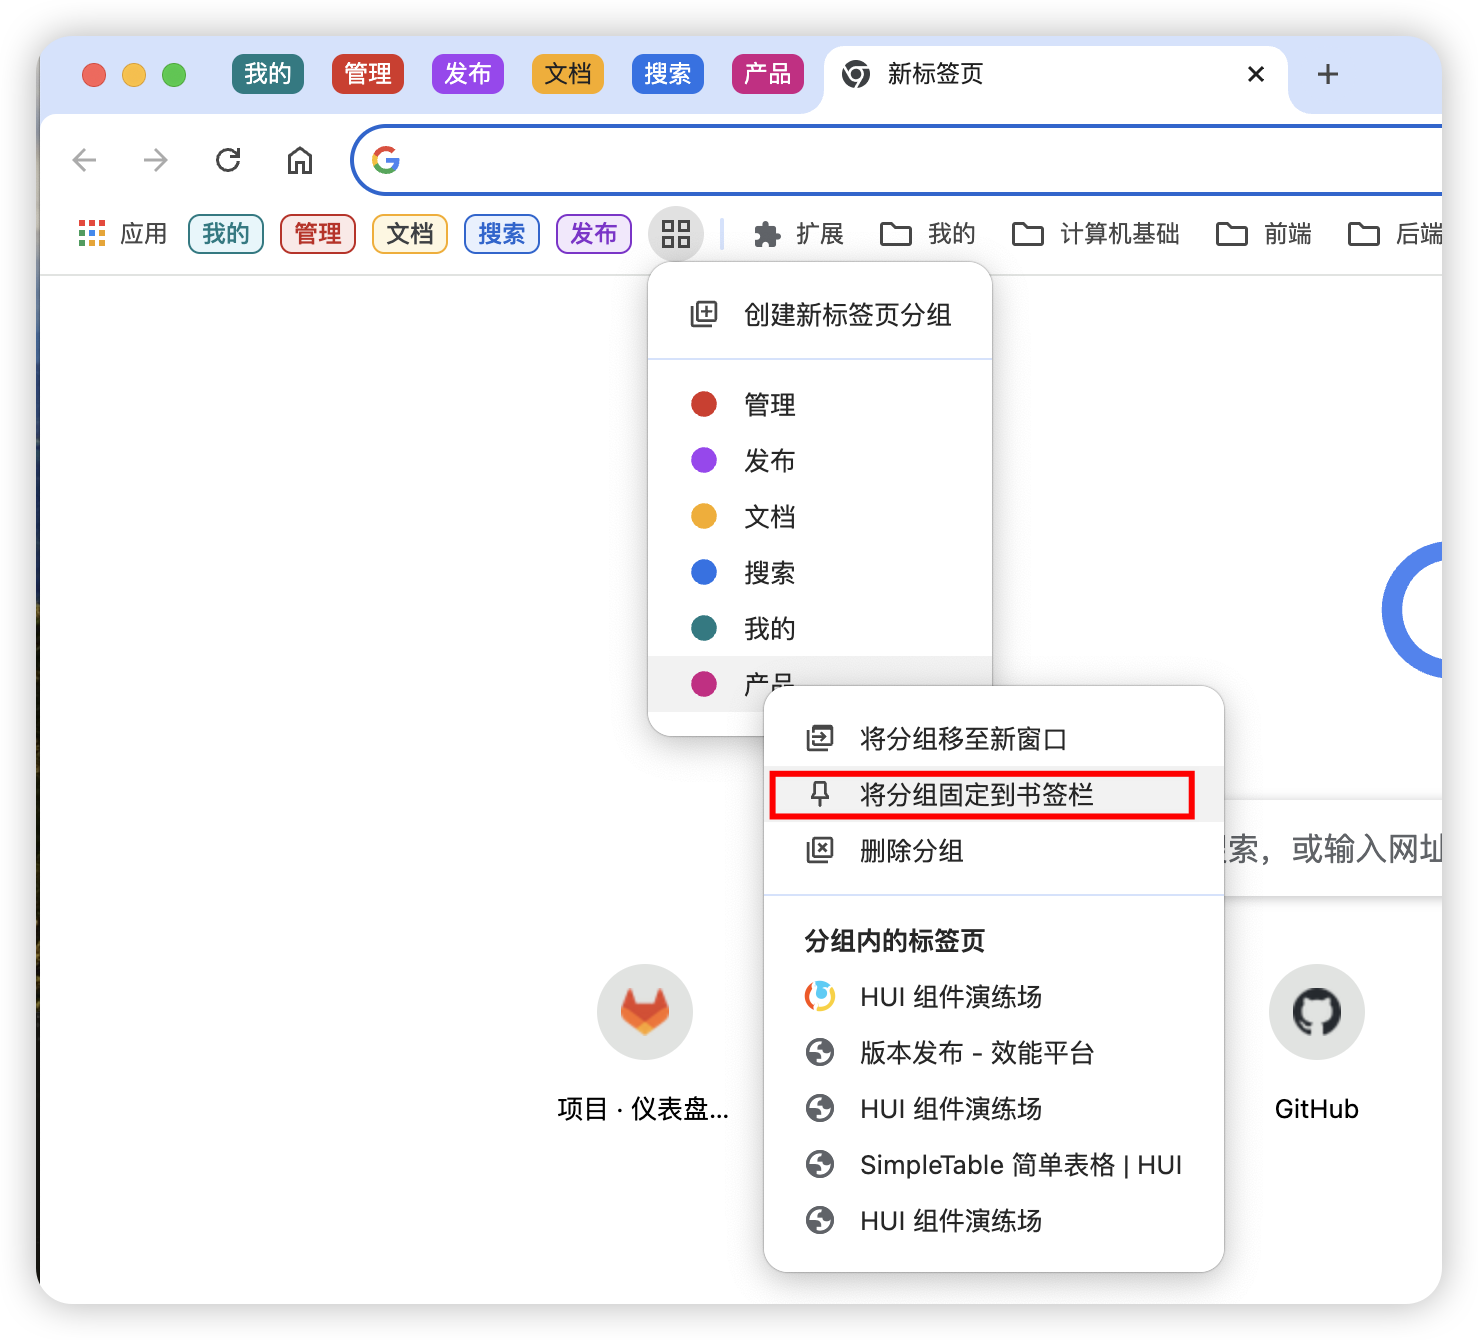 我的 管理 发布 文档 搜索 产品 新标签页
应用 我的 管理 文档 搜索 发布 扩展 我的 计算机基础 前端 后端
创建新标签页分组
管理
发布
文档
搜索
我的
产品
将分组移至新窗口
将分组固定到书签栏
删除分组
索，或输入网址
分组内的标签页
HUI 组件演练场
版本发布 - 效能平台
HUI 组件演练场
SimpleTable 简单表格 | HUI
HUI 组件演练场
项目 · 仪表盘...
GitHub